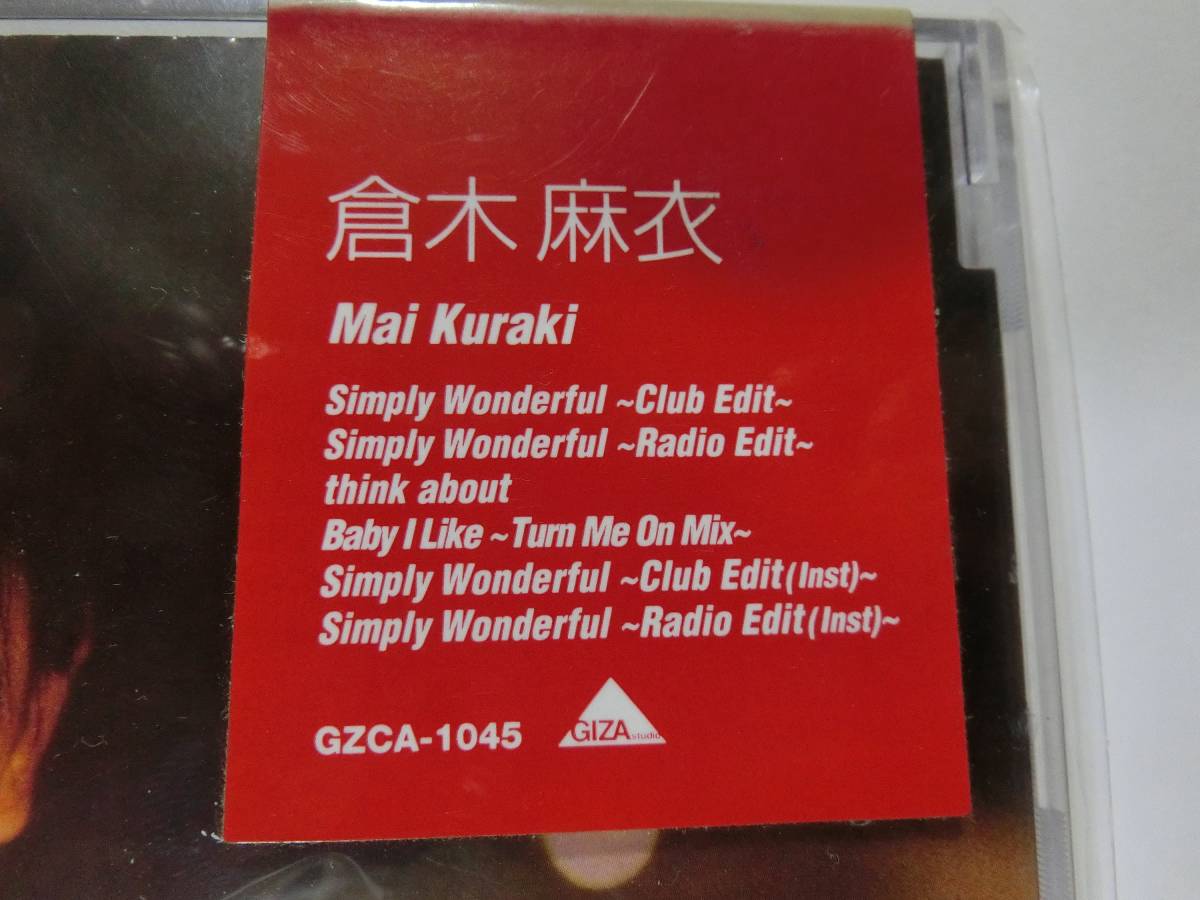 倉木 麻衣
Mai Kuraki
Simply Wonderful ~Club Edit~
Simply Wonderful ~Radio Edit~
think about
Baby I Like ~Turn Me On Mix~
Simply Wonderful ~Club Edit(Inst)~
Simply Wonderful ~Radio Edit(Inst)~
GZCA-1045
GIZA studio